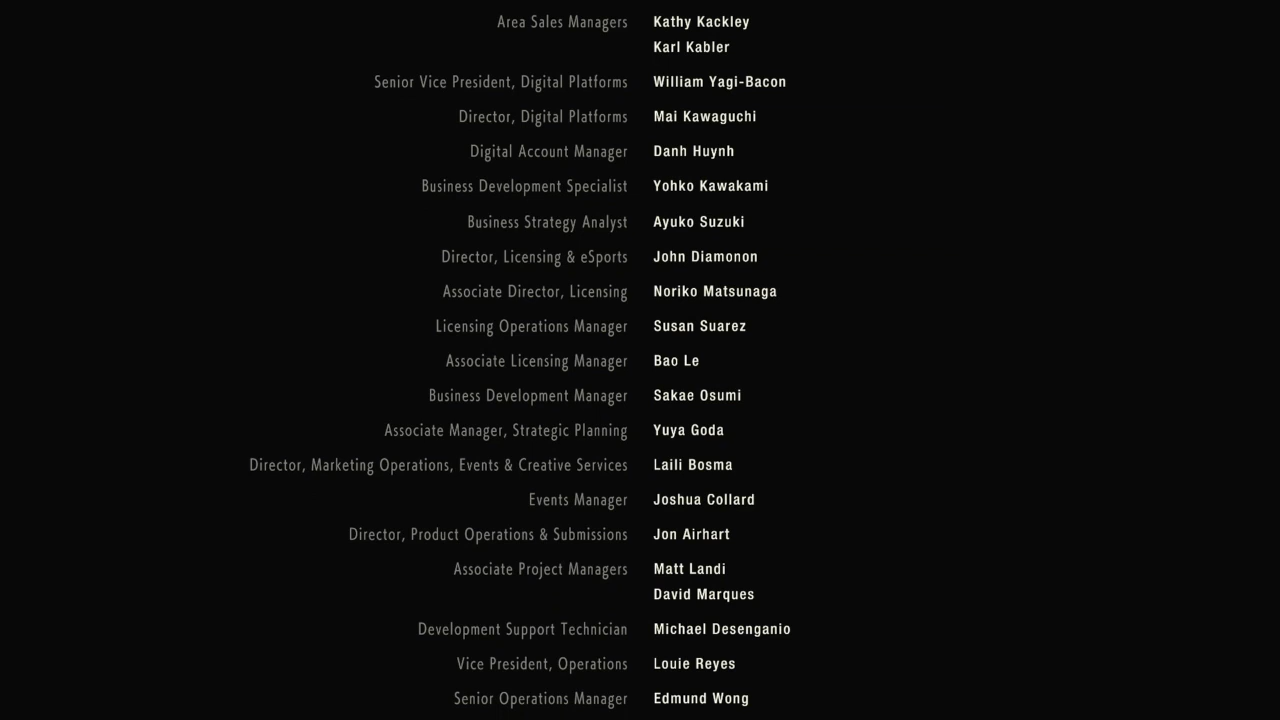 Area Sales Managers Kathy Kackley
Karl Kabler
Senior Vice President, Digital Platforms William Yagi-Bacon
Director, Digital Platforms Mai Kawaguchi
Digital Account Manager Danh Huynh
Business Development Specialist Yohko Kawakami
Business Strategy Analyst Ayuko Suzuki
Director, Licensing & eSports John Diamonon
Associate Director, Licensing Noriko Matsunaga
Licensing Operations Manager Susan Suarez
Associate Licensing Manager Bao Le
Business Development Manager Sakae Osumi
Associate Manager, Strategic Planning Yuya Goda
Director, Marketing Operations, Events & Creative Services Laili Bosma
Events Manager Joshua Collard
Director, Product Operations & Submissions Jon Airhart
Associate Project Managers Matt Landi
David Marques
Development Support Technician Michael Desenganio
Vice President, Operations Louie Reyes
Senior Operations Manager Edmund Wong